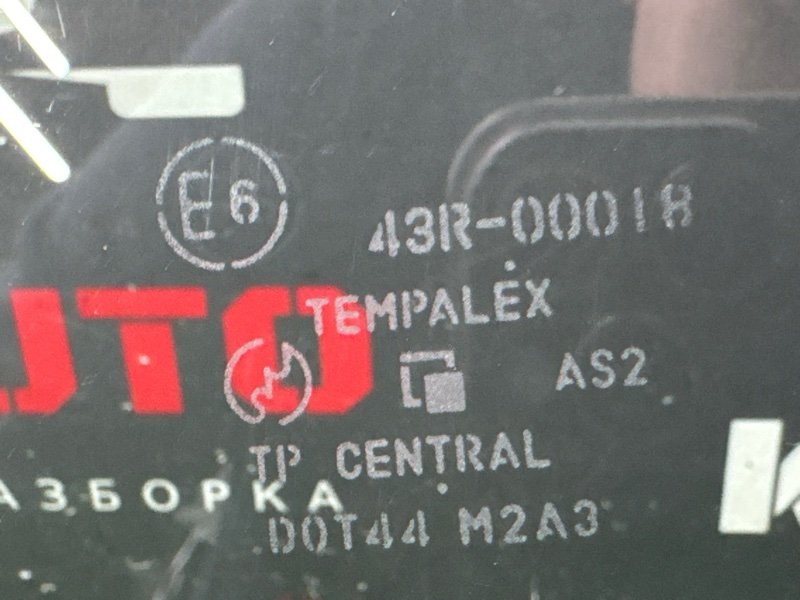 E6
43R-00018
TEMPALEX
UTO
AS2
TP CENTRAL
АЗБОРКА
DOT44 M2A3